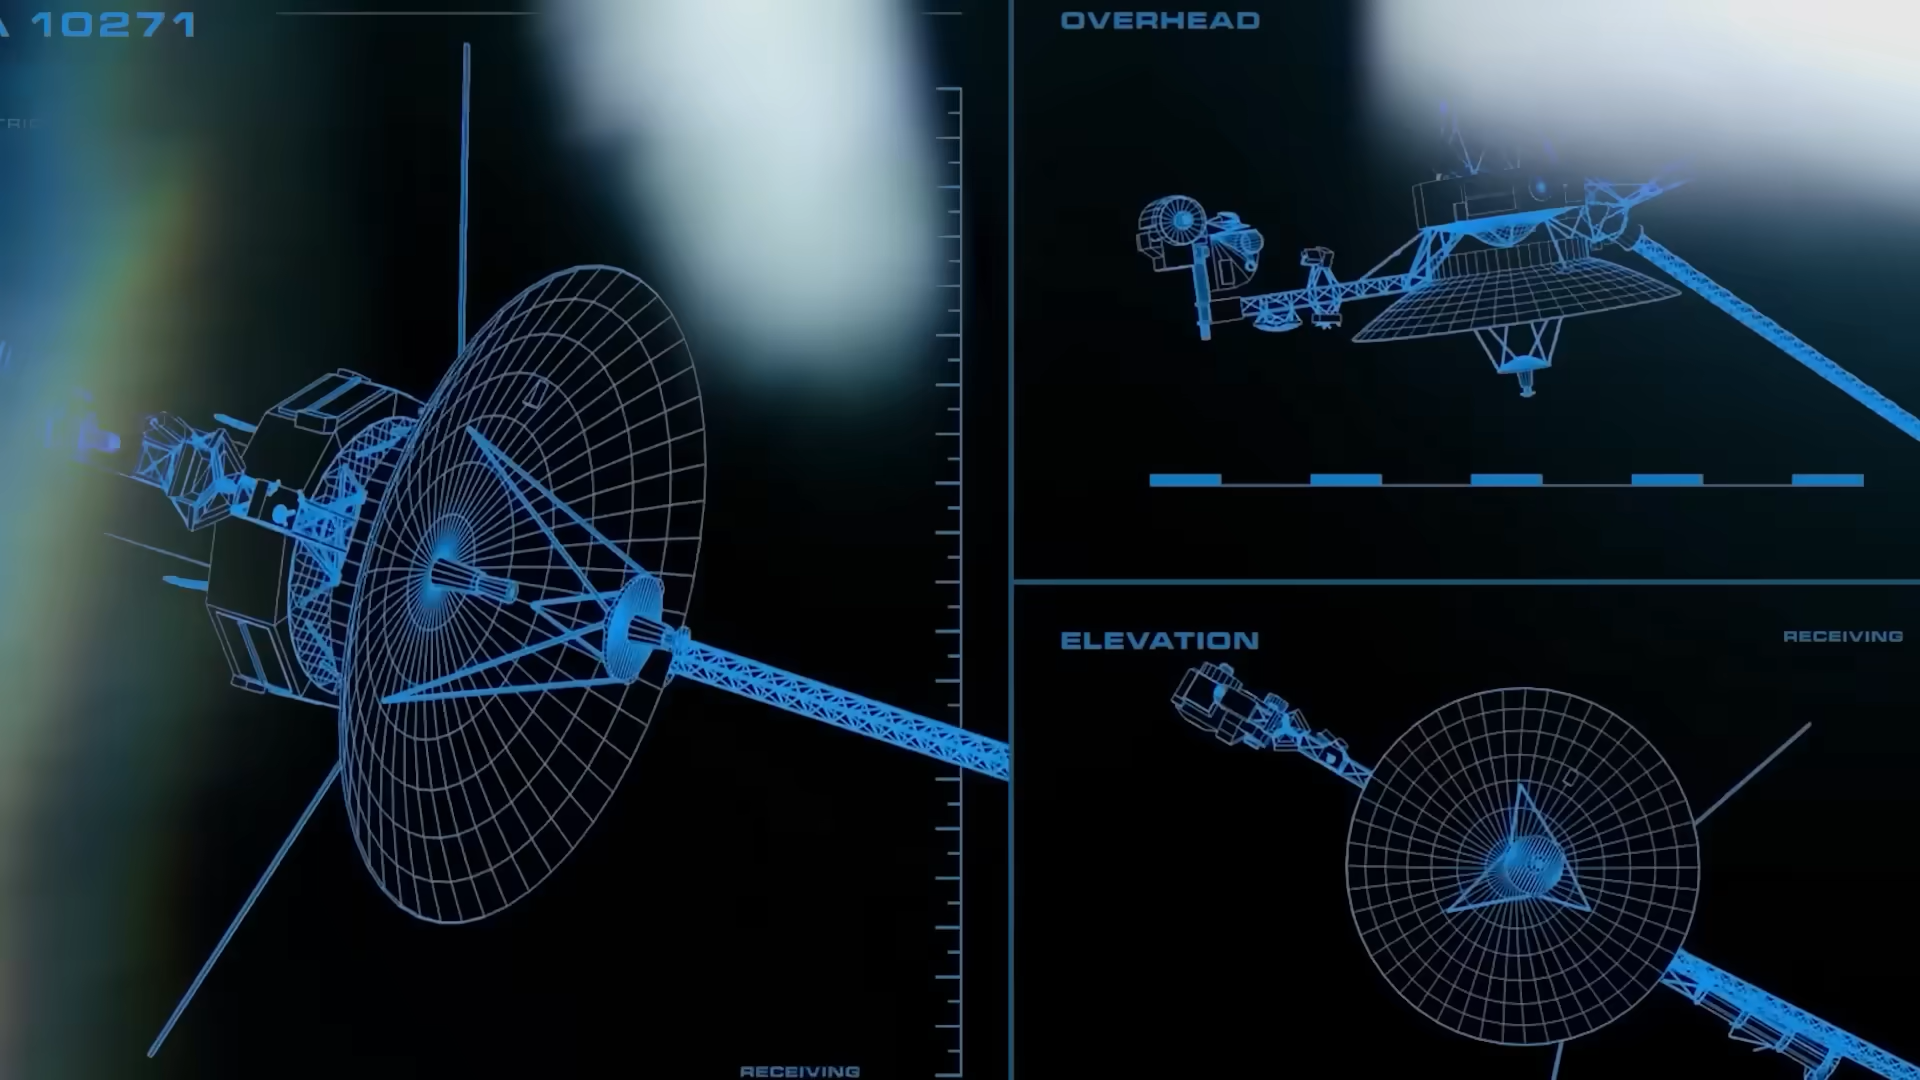 10271
OVERHEAD
ELEVATION
RECEIVING
RECEIVING